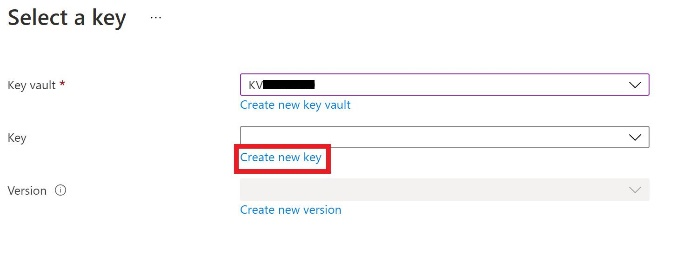 Select a key ...
Key vault * KV
Create new key vault
Key
Create new key
Version
Create new version